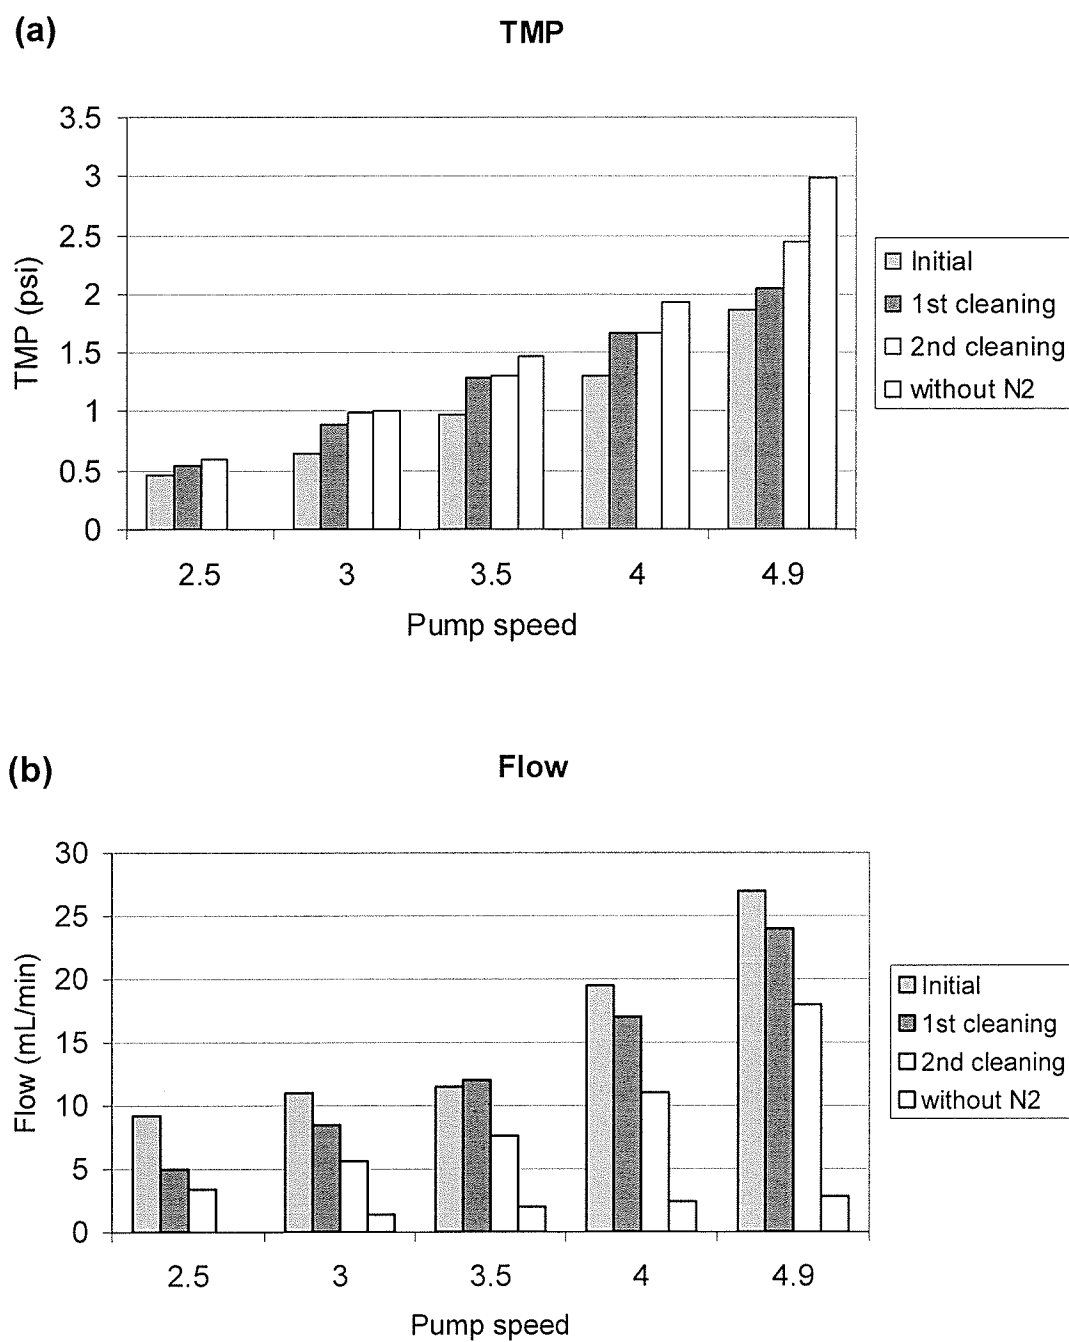 (a)
TMP
3.5
3
2.5
2
1.5
1
0.5
0
TMP (psi)
2.5 3 3.5 4 4.9
Pump speed
Initial
1st cleaning
2nd cleaning
without N2
(b)
Flow
30
25
20
15
10
5
0
Flow (mL/min)
2.5 3 3.5 4 4.9
Pump speed
Initial
1st cleaning
2nd cleaning
without N2